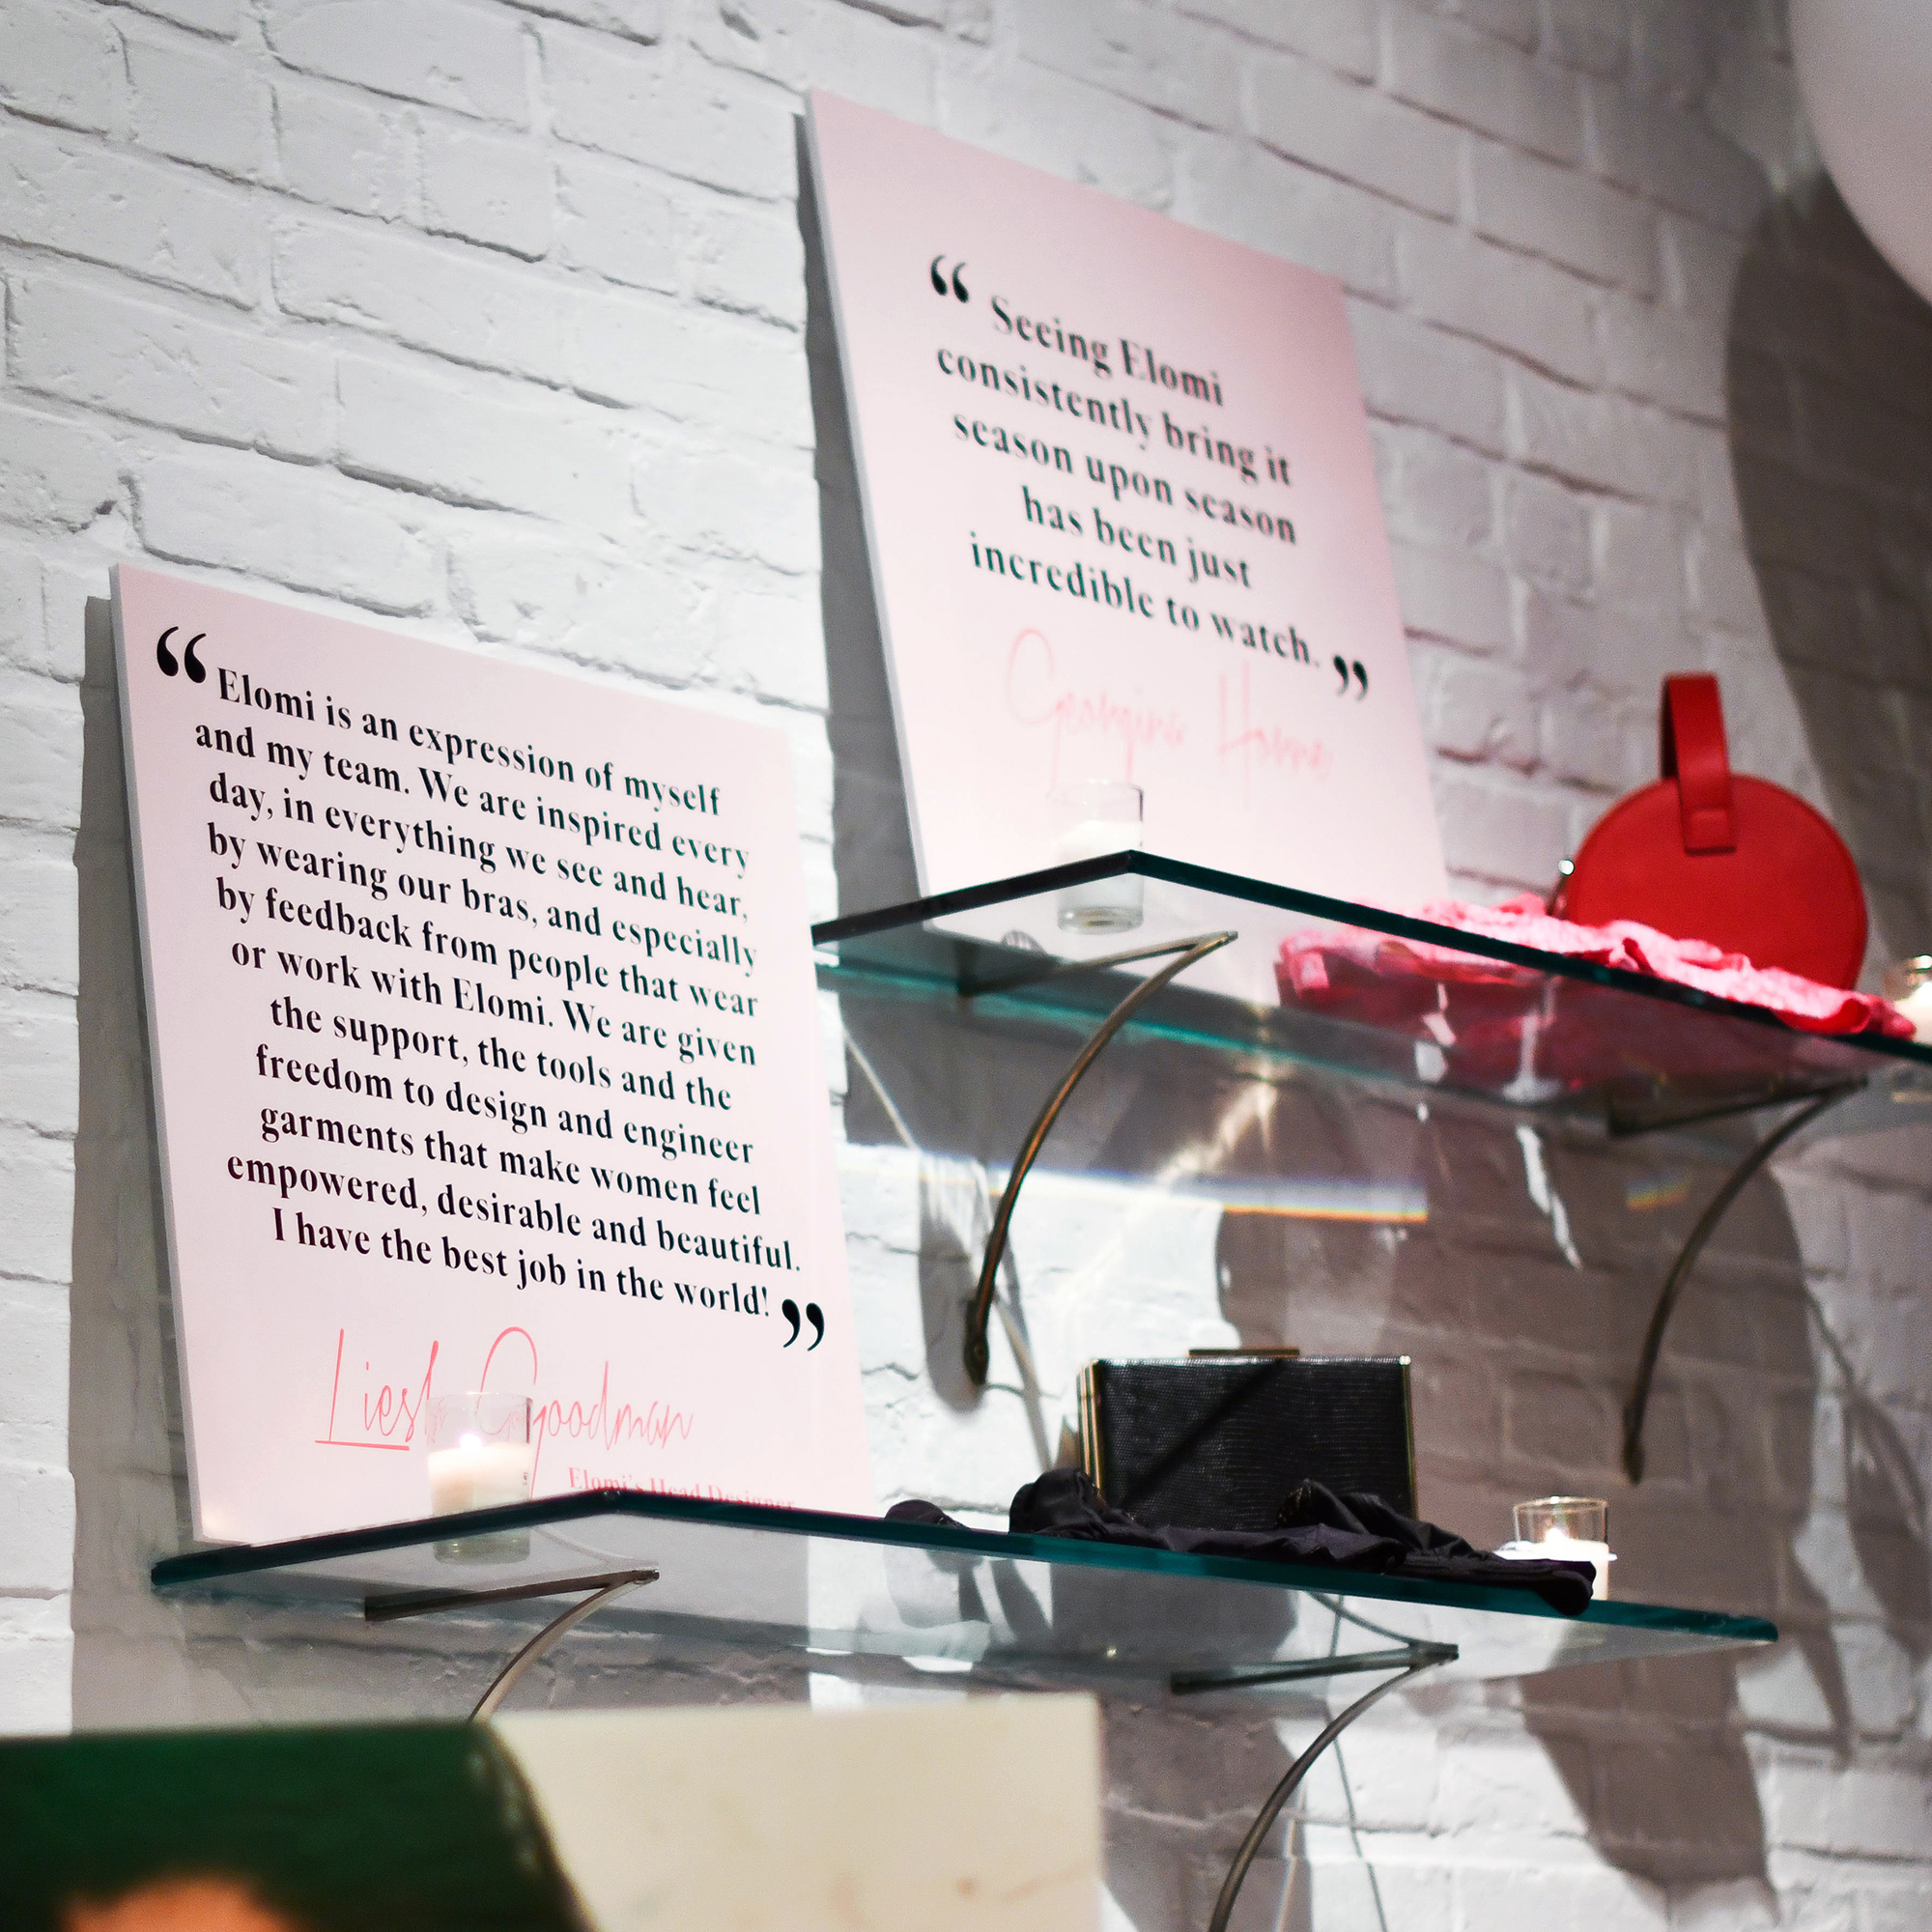 “ Elomi is an expression of myself
and my team. We are inspired every
day, in everything we see and hear,
by wearing our bras, and especially
by feedback from people that wear
or work with Elomi. We are given
the support, the tools and the
freedom to design and engineer
garments that make women feel
empowered, desirable and beautiful.
I have the best job in the world! ”
Liesl Goodman
Elomi's Head Designer
“ Seeing Elomi
consistently bring it
season upon season
has been just
incredible to watch. ”
Georgina